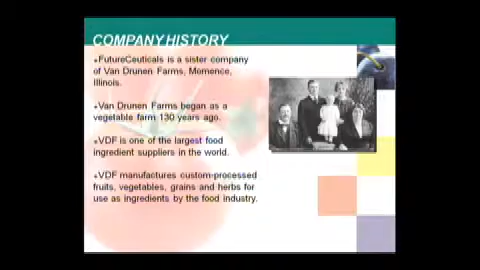 COMPANY HISTORY
•FutureCeuticals is a sister company
of Van Drunen Farms, Momence,
Illinois.
•Van Drunen Farms began as a
vegetable farm 130 years ago.
•VDF is one of the largest food
ingredient suppliers in the world.
•VDF manufactures custom-processed
fruits, vegetables, grains and herbs for
use as ingredients by the food industry.